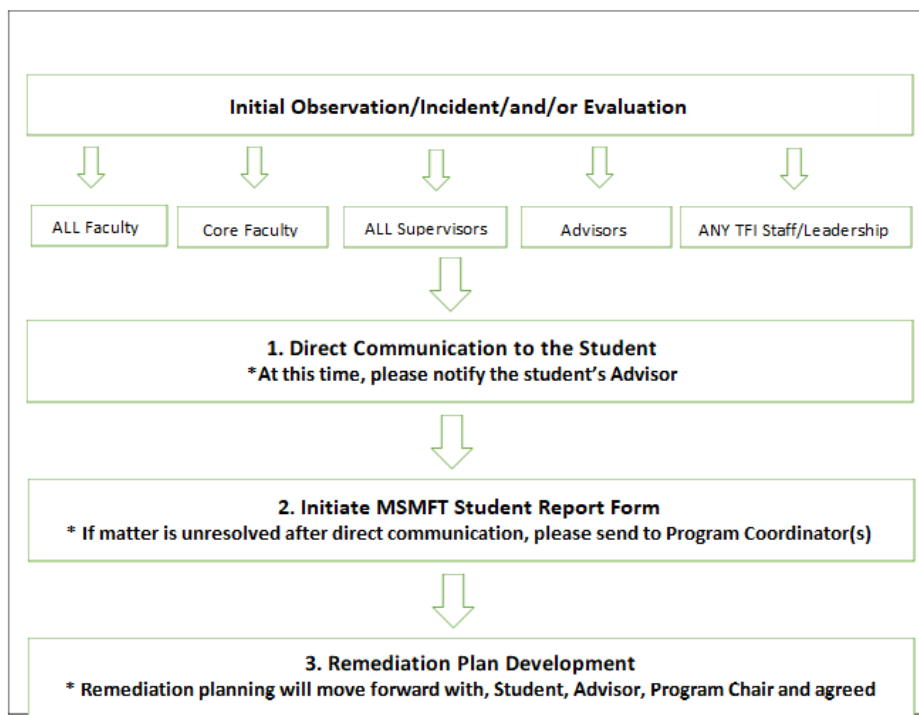 Initial Observation/Incident/and/or Evaluation
ALL Faculty
Core Faculty
ALL Supervisors
Advisors
ANY TFI Staff/Leadership
1. Direct Communication to the Student
*At this time, please notify the student's Advisor
2. Initiate MSMFT Student Report Form
* If matter is unresolved after direct communication, please send to Program Coordinator(s)
3. Remediation Plan Development
* Remediation planning will move forward with, Student, Advisor, Program Chair and agreed